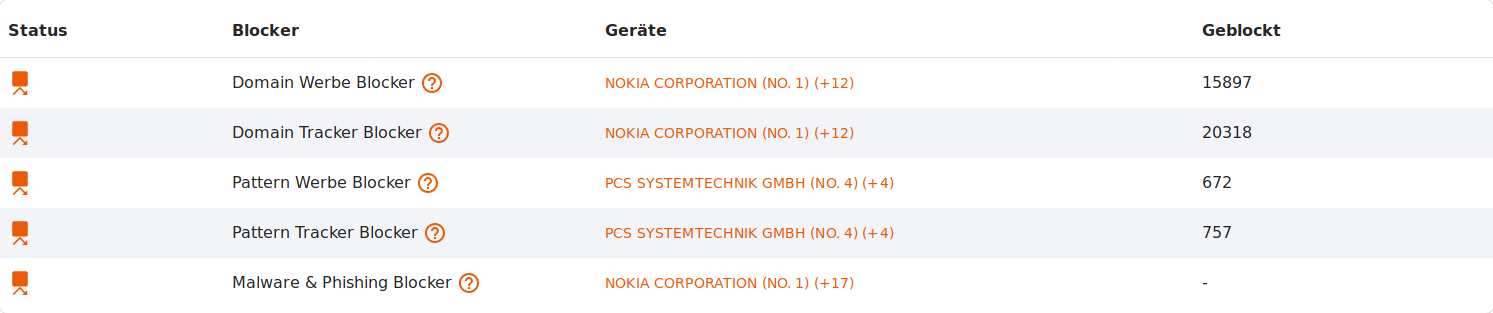 Status Blocker Geräte Geblockt
Domain Werbe Blocker ? NOKIA CORPORATION (NO. 1) (+12) 15897
Domain Tracker Blocker ? NOKIA CORPORATION (NO. 1) (+12) 20318
Pattern Werbe Blocker ? PCS SYSTEMTECHNIK GMBH (NO. 4) (+4) 672
Pattern Tracker Blocker ? PCS SYSTEMTECHNIK GMBH (NO. 4) (+4) 757
Malware & Phishing Blocker ? NOKIA CORPORATION (NO. 1) (+17) -